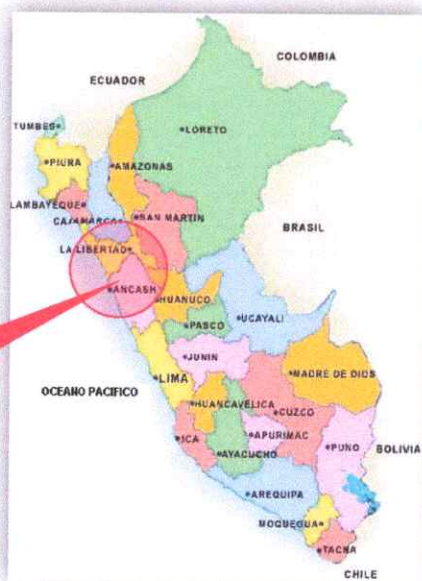 COLOMBIA
ECUADOR
TUMBES
LORETO
PIURA
AMAZONAS
LAMBAYEQUE
CAJAMARCA
SAN MARTIN
BRASIL
LA LIBERTAD
ANCASH
HUANUCO
UCAYALI
PASCO
JUNIN
LIMA
MADRE DE DIOS
OCEANO PACIFICO
HUANCAVELICA
CUZCO
ICA
APURIMAC
PUNO
BOLIVIA
AYACUCHO
AREQUIPA
MOQUEGUA
TACNA
CHILE